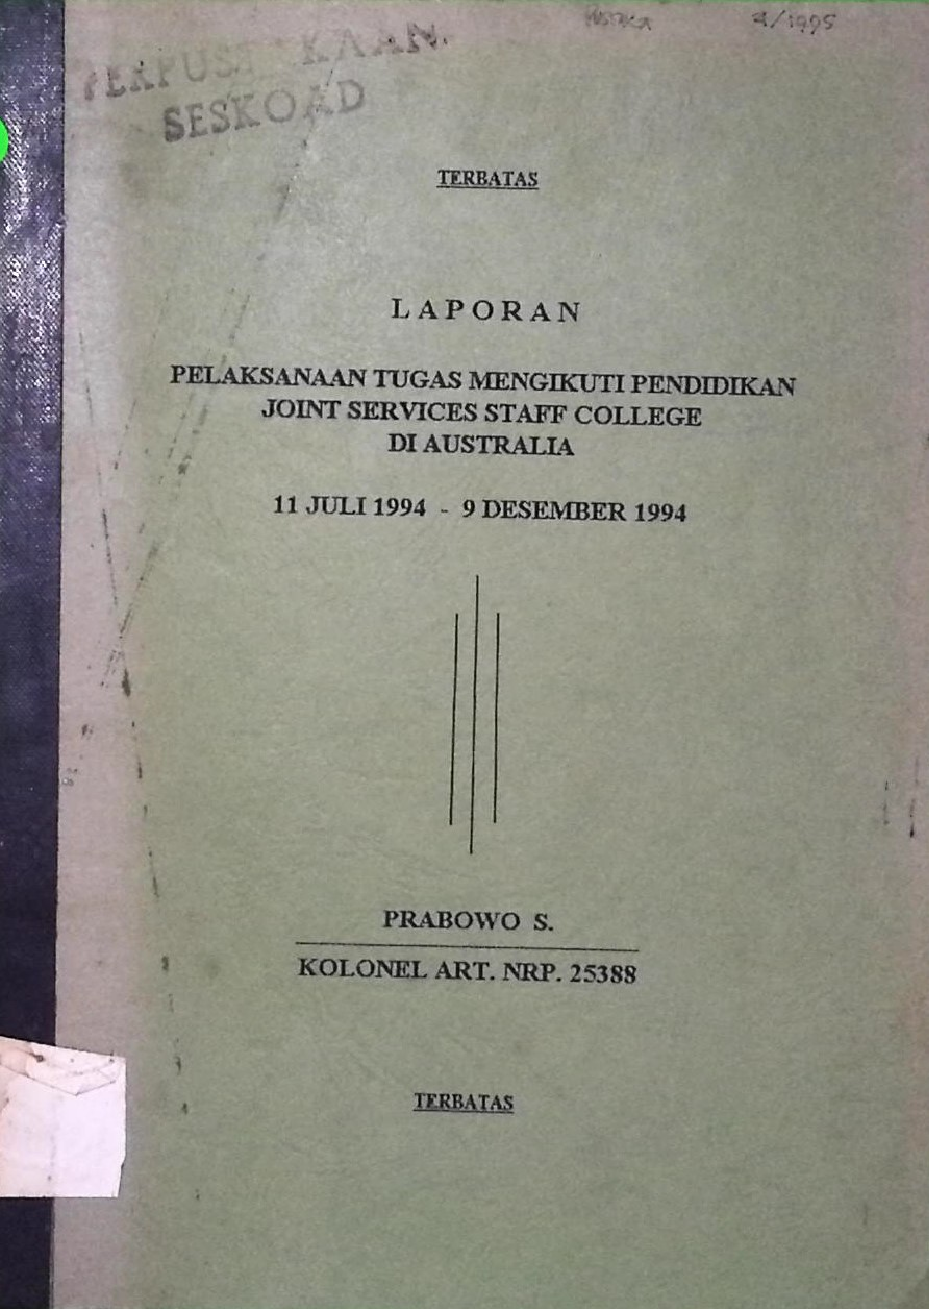 4/1995
PERPUSTAKAAN.
SESKOAD
TERBATAS
LAPORAN
PELAKSANAAN TUGAS MENGIKUTI PENDIDIKAN
JOINT SERVICES STAFF COLLEGE
DI AUSTRALIA
11 JULI 1994 - 9 DESEMBER 1994
PRABOWO S.
KOLONEL ART. NRP. 25388
TERBATAS